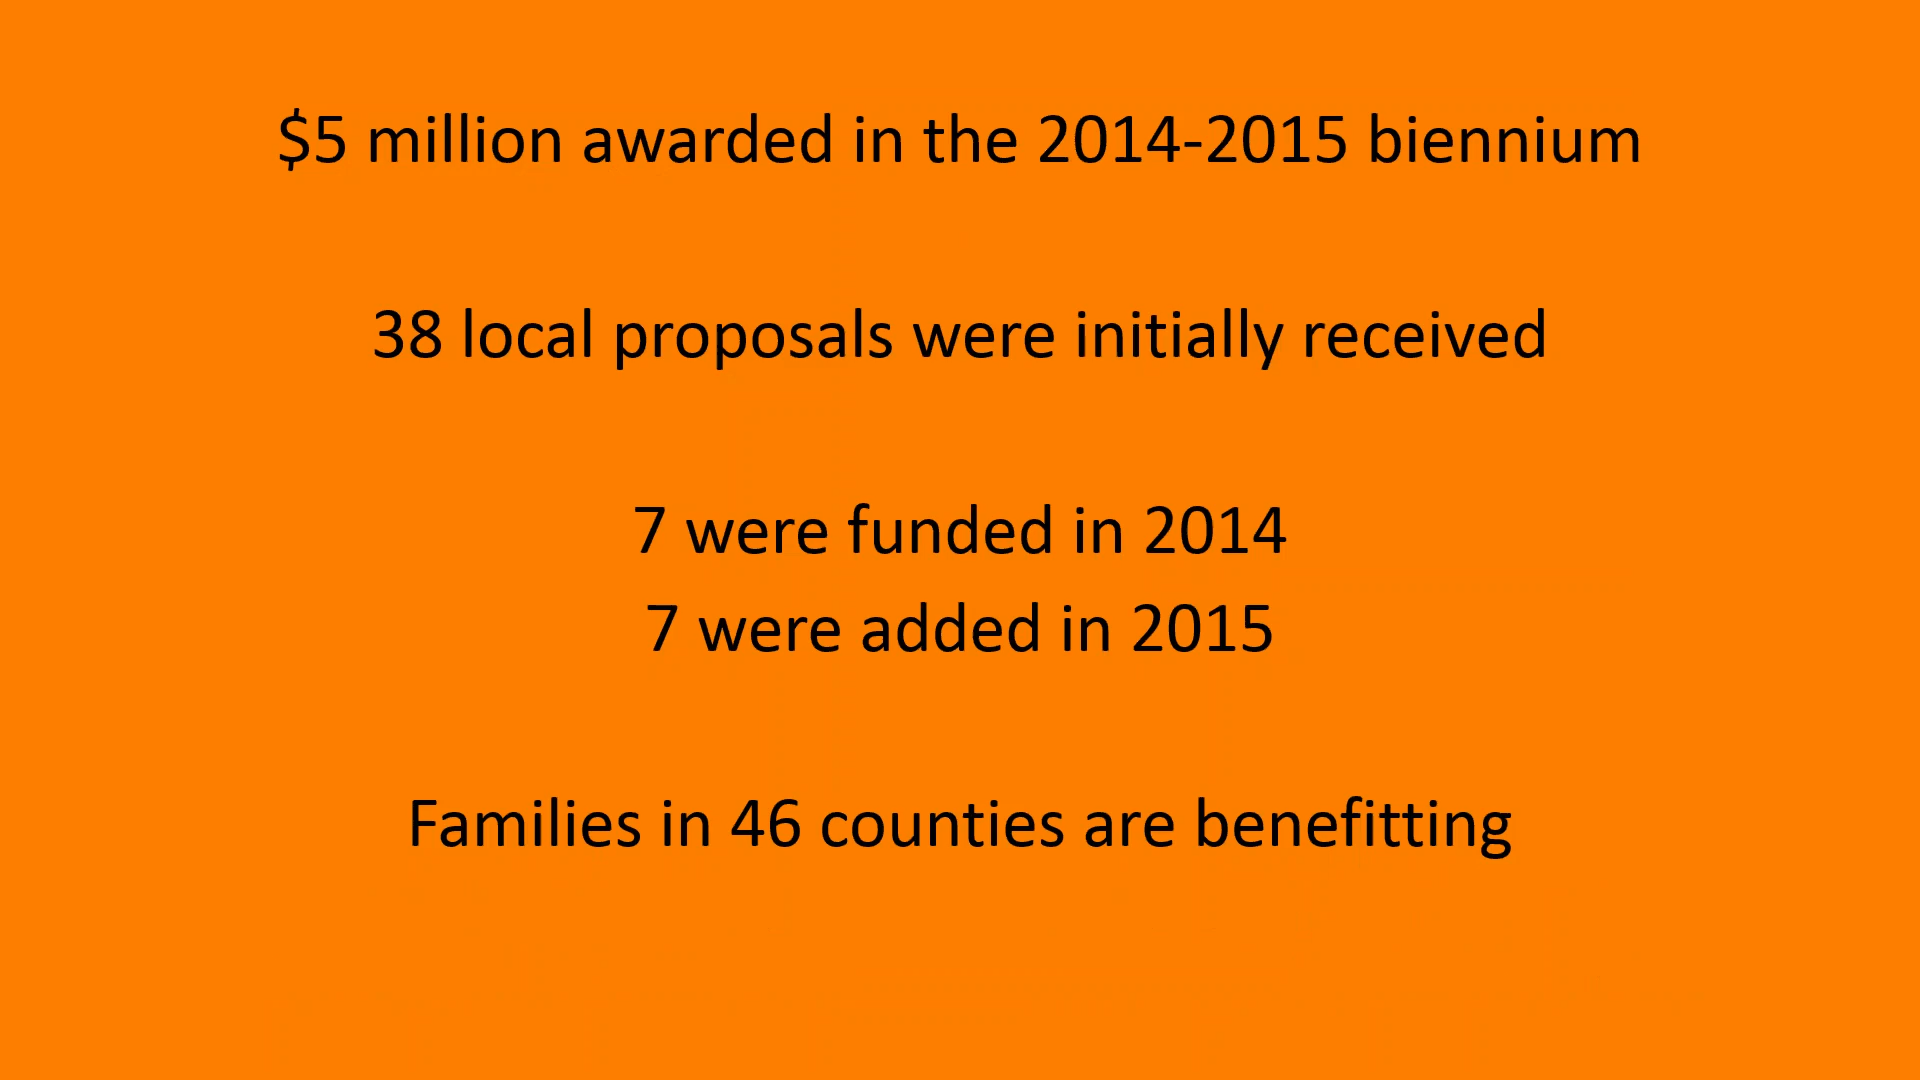 $5 million awarded in the 2014-2015 biennium
38 local proposals were initially received
7 were funded in 2014
7 were added in 2015
Families in 46 counties are benefitting